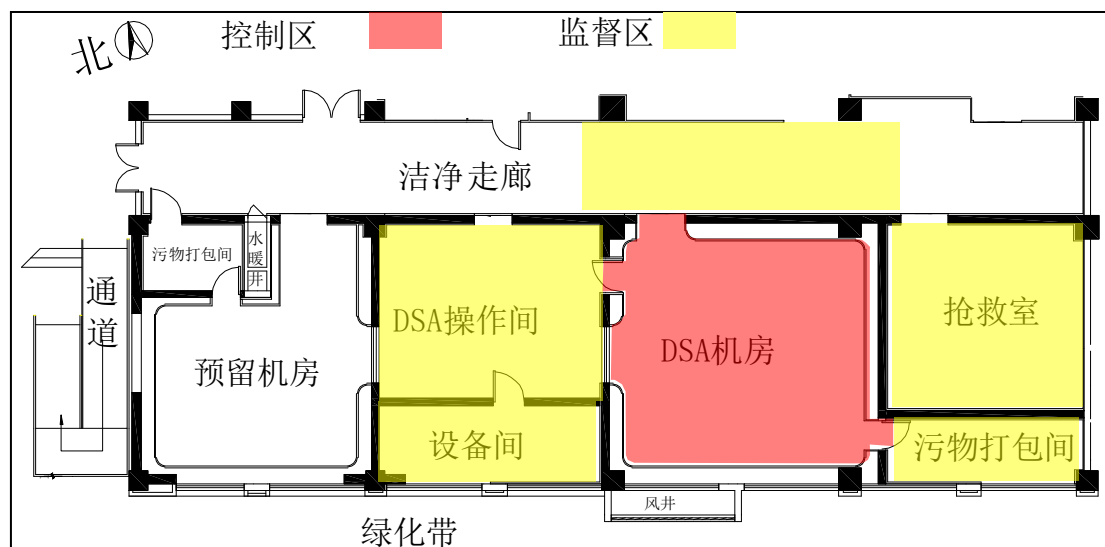 北
控制区
监督区
洁净走廊
污物打包间
水暖井
通道
DSA操作间
预留机房
设备间
DSA机房
抢救室
污物打包间
风井
绿化带